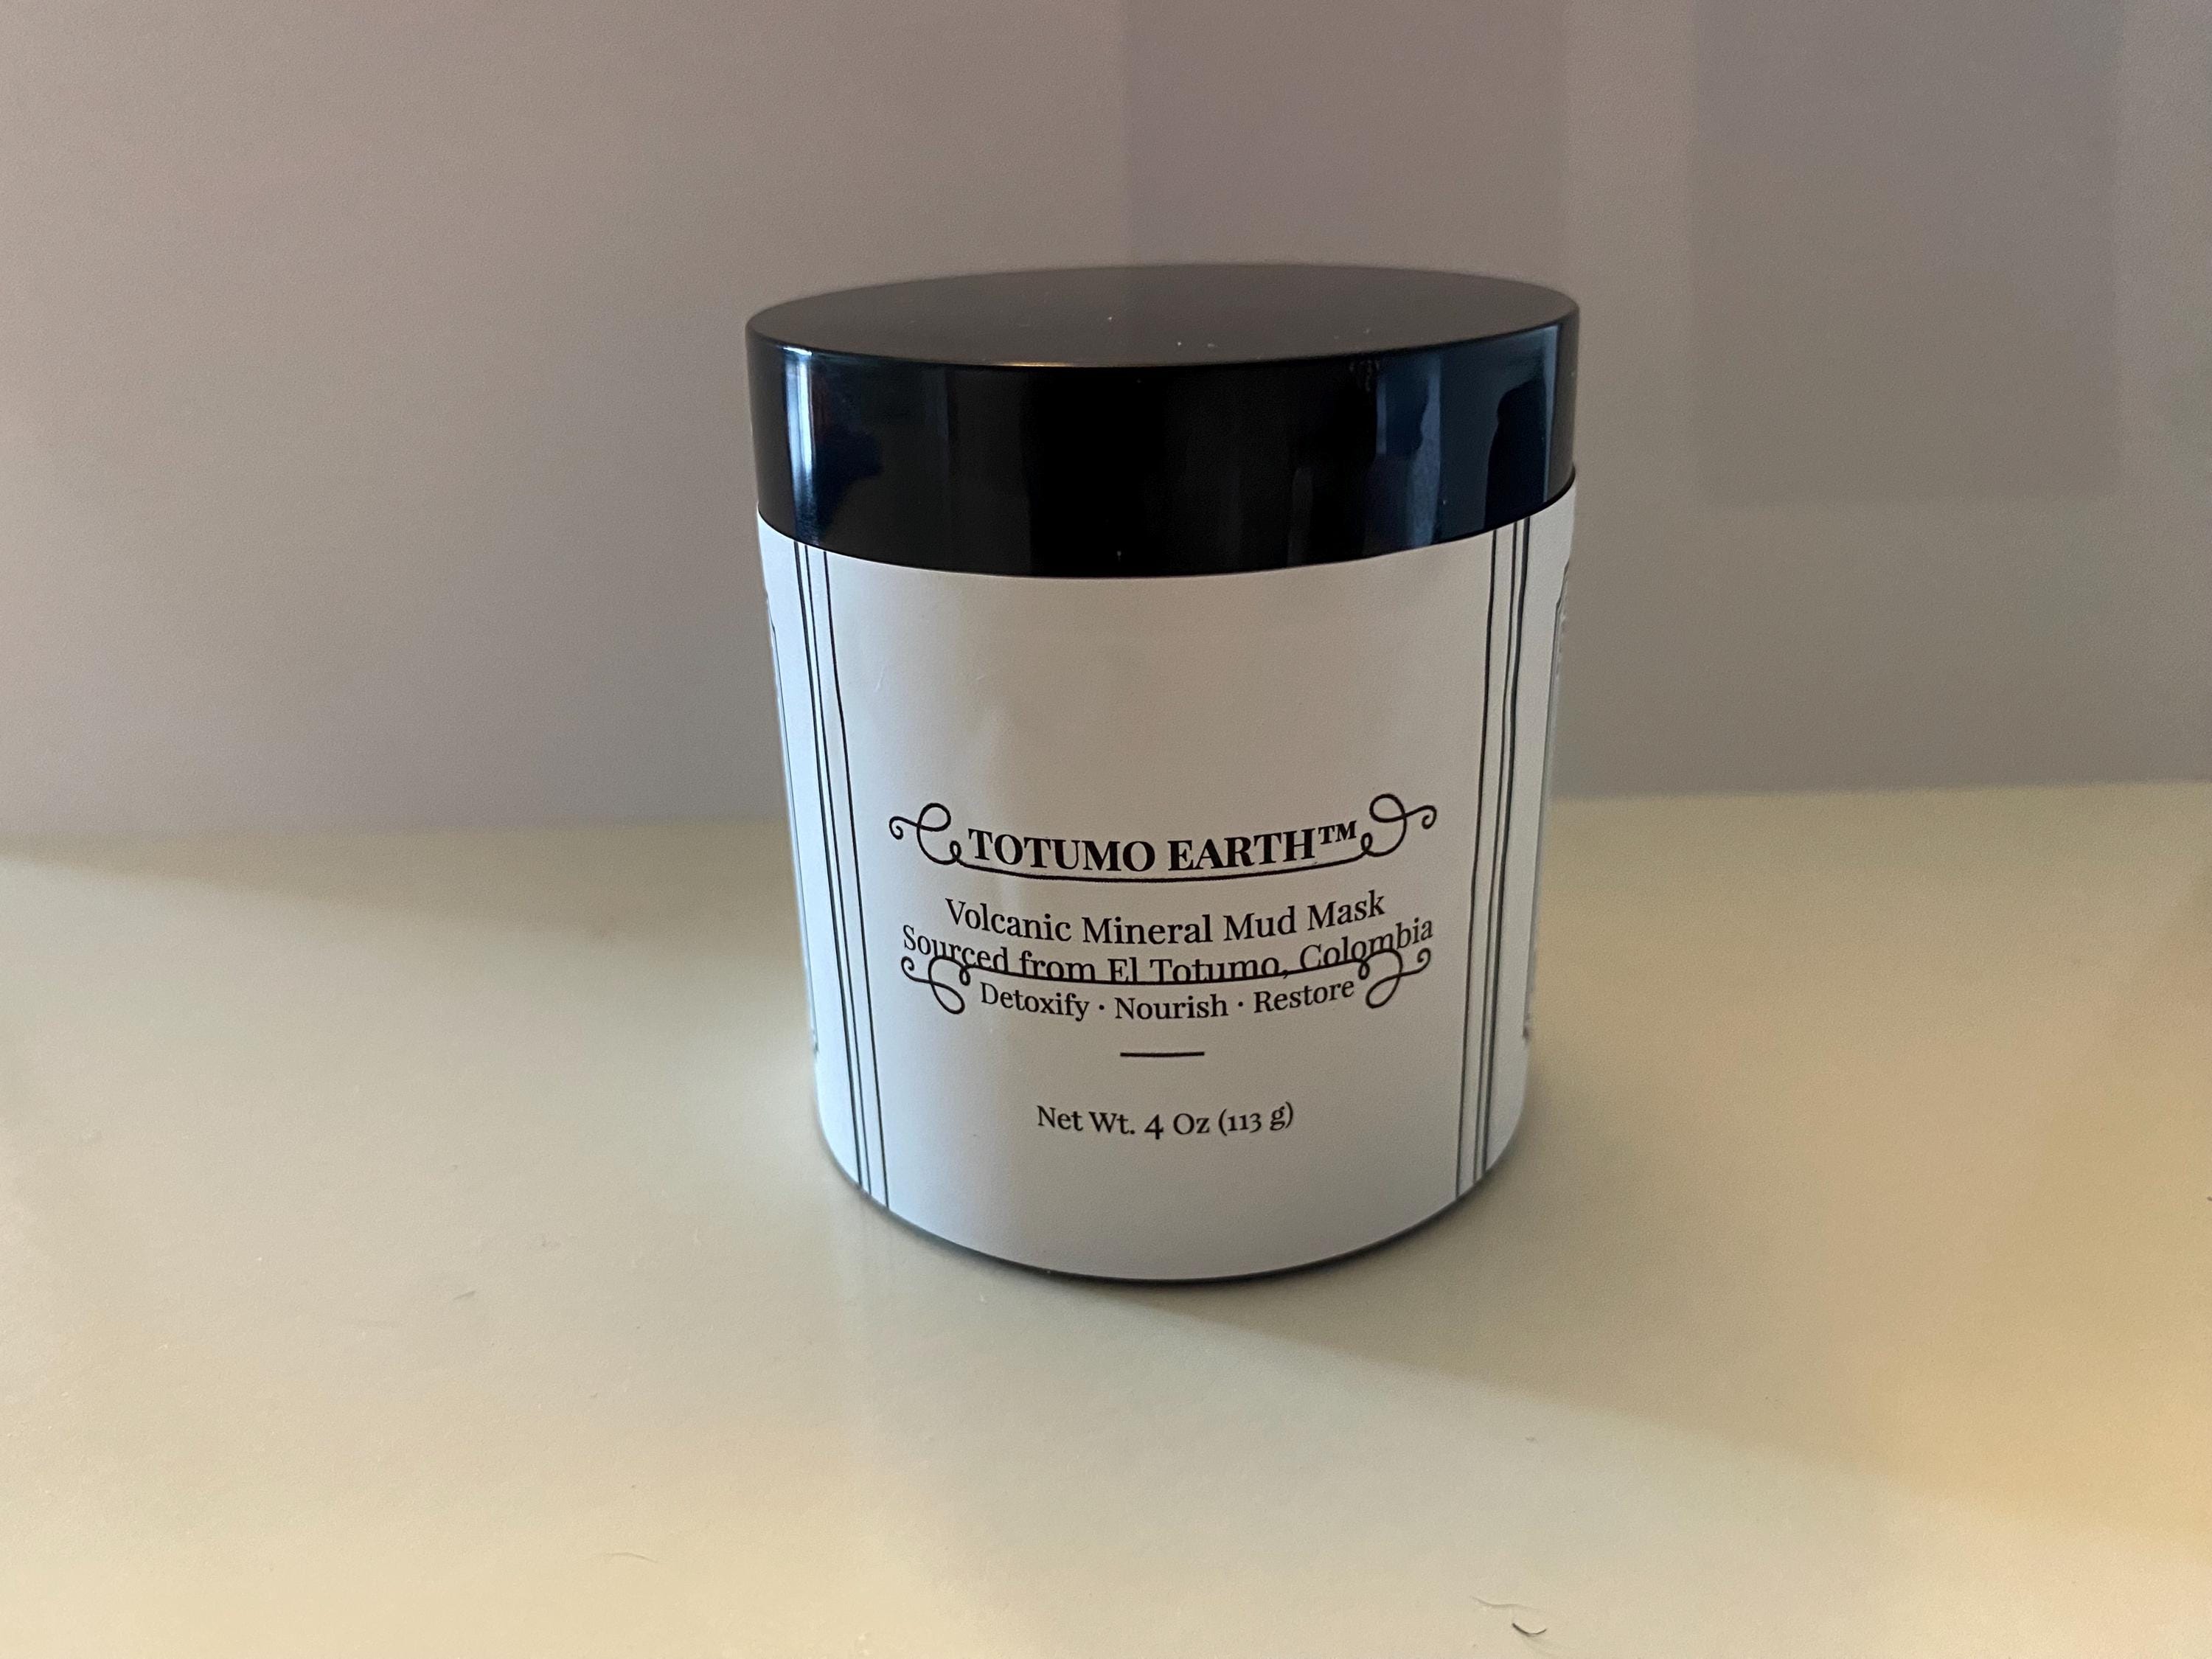 TOTUMO EARTH™
Volcanic Mineral Mud Mask
Sourced from El Totumo, Colombia
Detoxify · Nourish · Restore
Net Wt. 4 Oz (113 g)